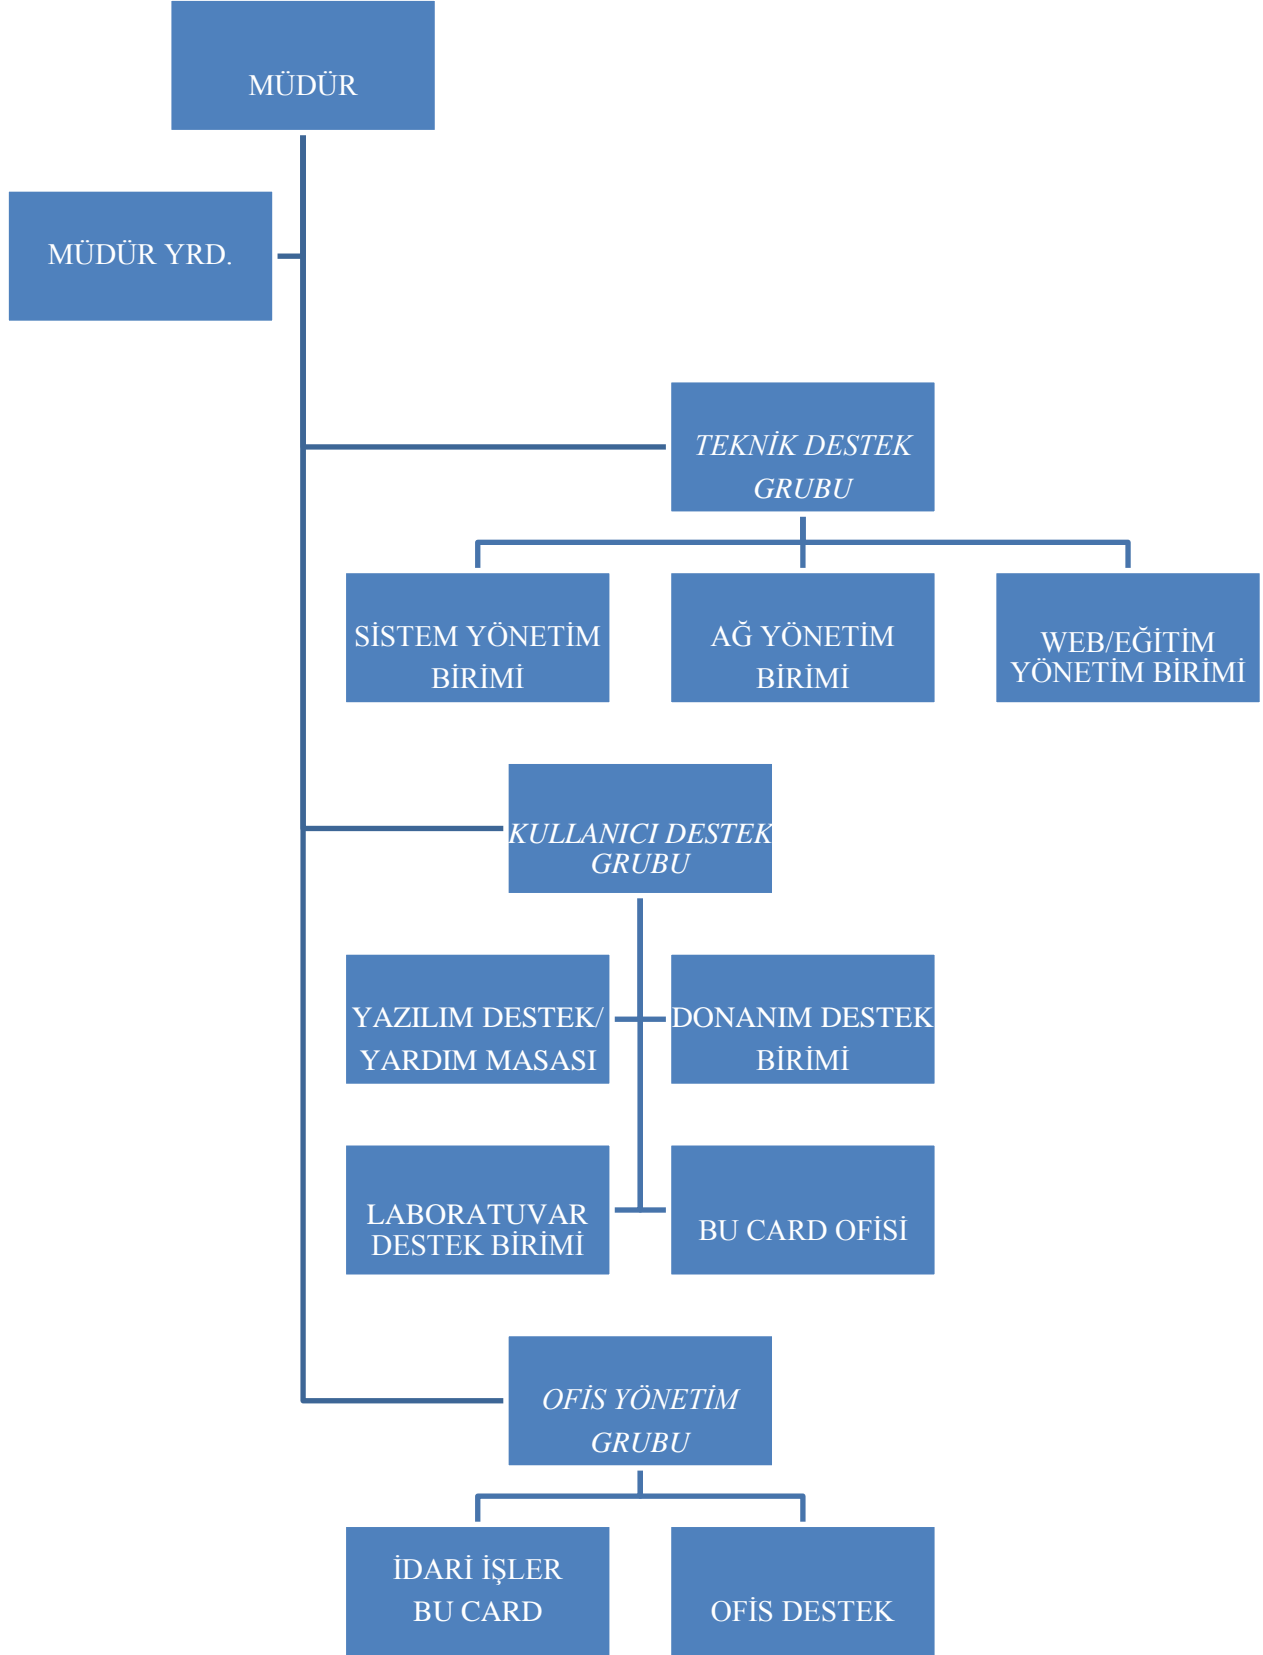 MÜDÜR
MÜDÜR YRD.
TEKNİK DESTEK
GRUBU
SİSTEM YÖNETİM
BİRİMİ
AĞ YÖNETİM
BİRİMİ
WEB/EĞİTİM
YÖNETİM BİRİMİ
KULLANICI DESTEK
GRUBU
YAZILIM DESTEK/
YARDIM MASASI
DONANIM DESTEK
BİRİMİ
LABORATUVAR
DESTEK BİRİMİ
BU CARD OFİSİ
OFİS YÖNETİM
GRUBU
İDARİ İŞLER
BU CARD
OFİS DESTEK